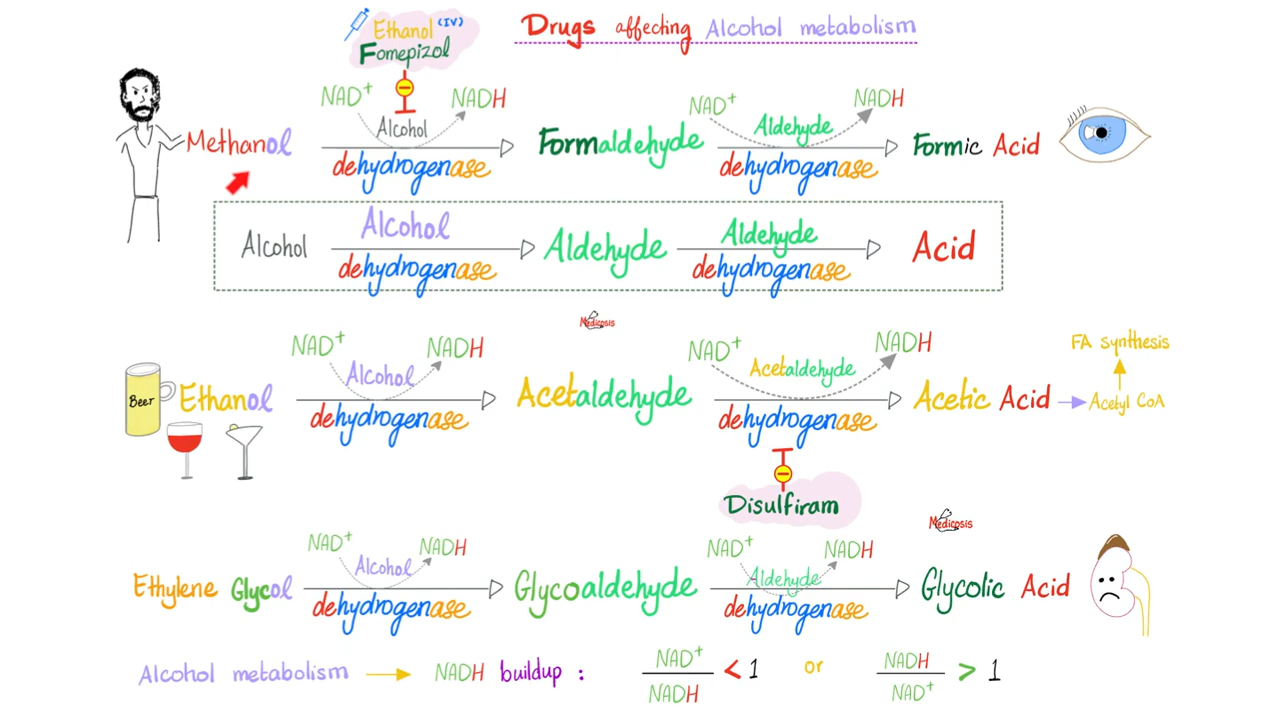 Drugs affecting Alcohol metabolism
Ethanol (IV)
Fomepizol
NAD+ NADH NAD+ NADH
Methanol Alcohol dehydrogenase Formaldehyde Aldehyde dehydrogenase Formic Acid
Alcohol Alcohol dehydrogenase Aldehyde Aldehyde dehydrogenase Acid
Medicosis
NAD+ NADH NAD+ NADH FA synthesis
Beer Ethanol Alcohol dehydrogenase Acetaldehyde Acetaldehyde dehydrogenase Acetic Acid Acetyl CoA
Disulfiram
Medicosis
NAD+ NADH NAD+ NADH
Ethylene Glycol Alcohol dehydrogenase Glycoaldehyde Aldehyde dehydrogenase Glycolic Acid
Alcohol metabolism → NADH buildup : NAD+ / NADH < 1 or NADH / NAD+ > 1